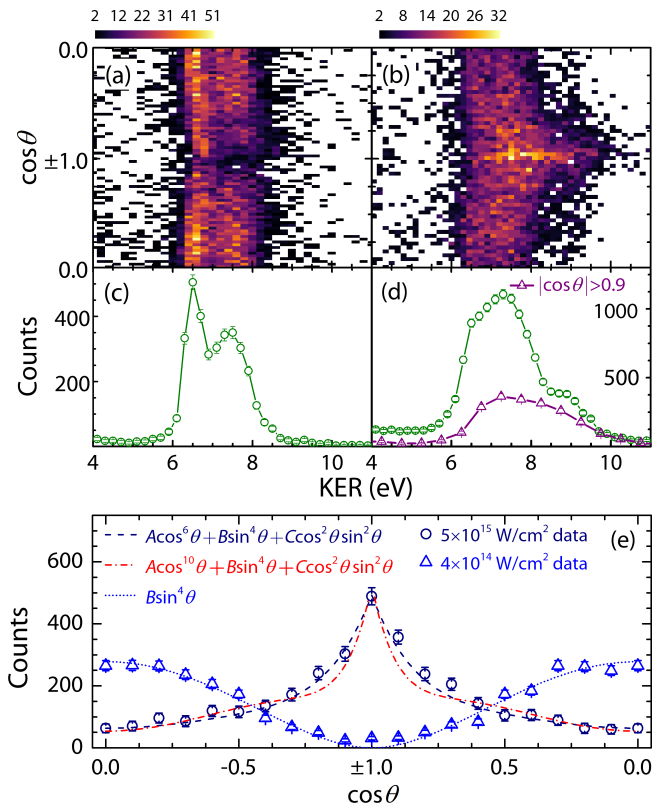 2 12 22 31 41 51
2 8 14 20 26 32
0.0
(a)
(b)
cosθ
±1.0
0.0
(c)
(d)
|cosθ|>0.9
400
200
Counts
1000
500
4 6 8 10
4 6 8 10
KER (eV)
(e)
Acos⁶θ+Bsin⁴θ+Ccos²θsin²θ
Acos¹⁰θ+Bsin⁴θ+Ccos²θsin²θ
Bsin⁴θ
5×10¹⁵ W/cm² data
4×10¹⁴ W/cm² data
600
400
200
0
Counts
0.0 -0.5 ±1.0 0.5 0.0
cosθ